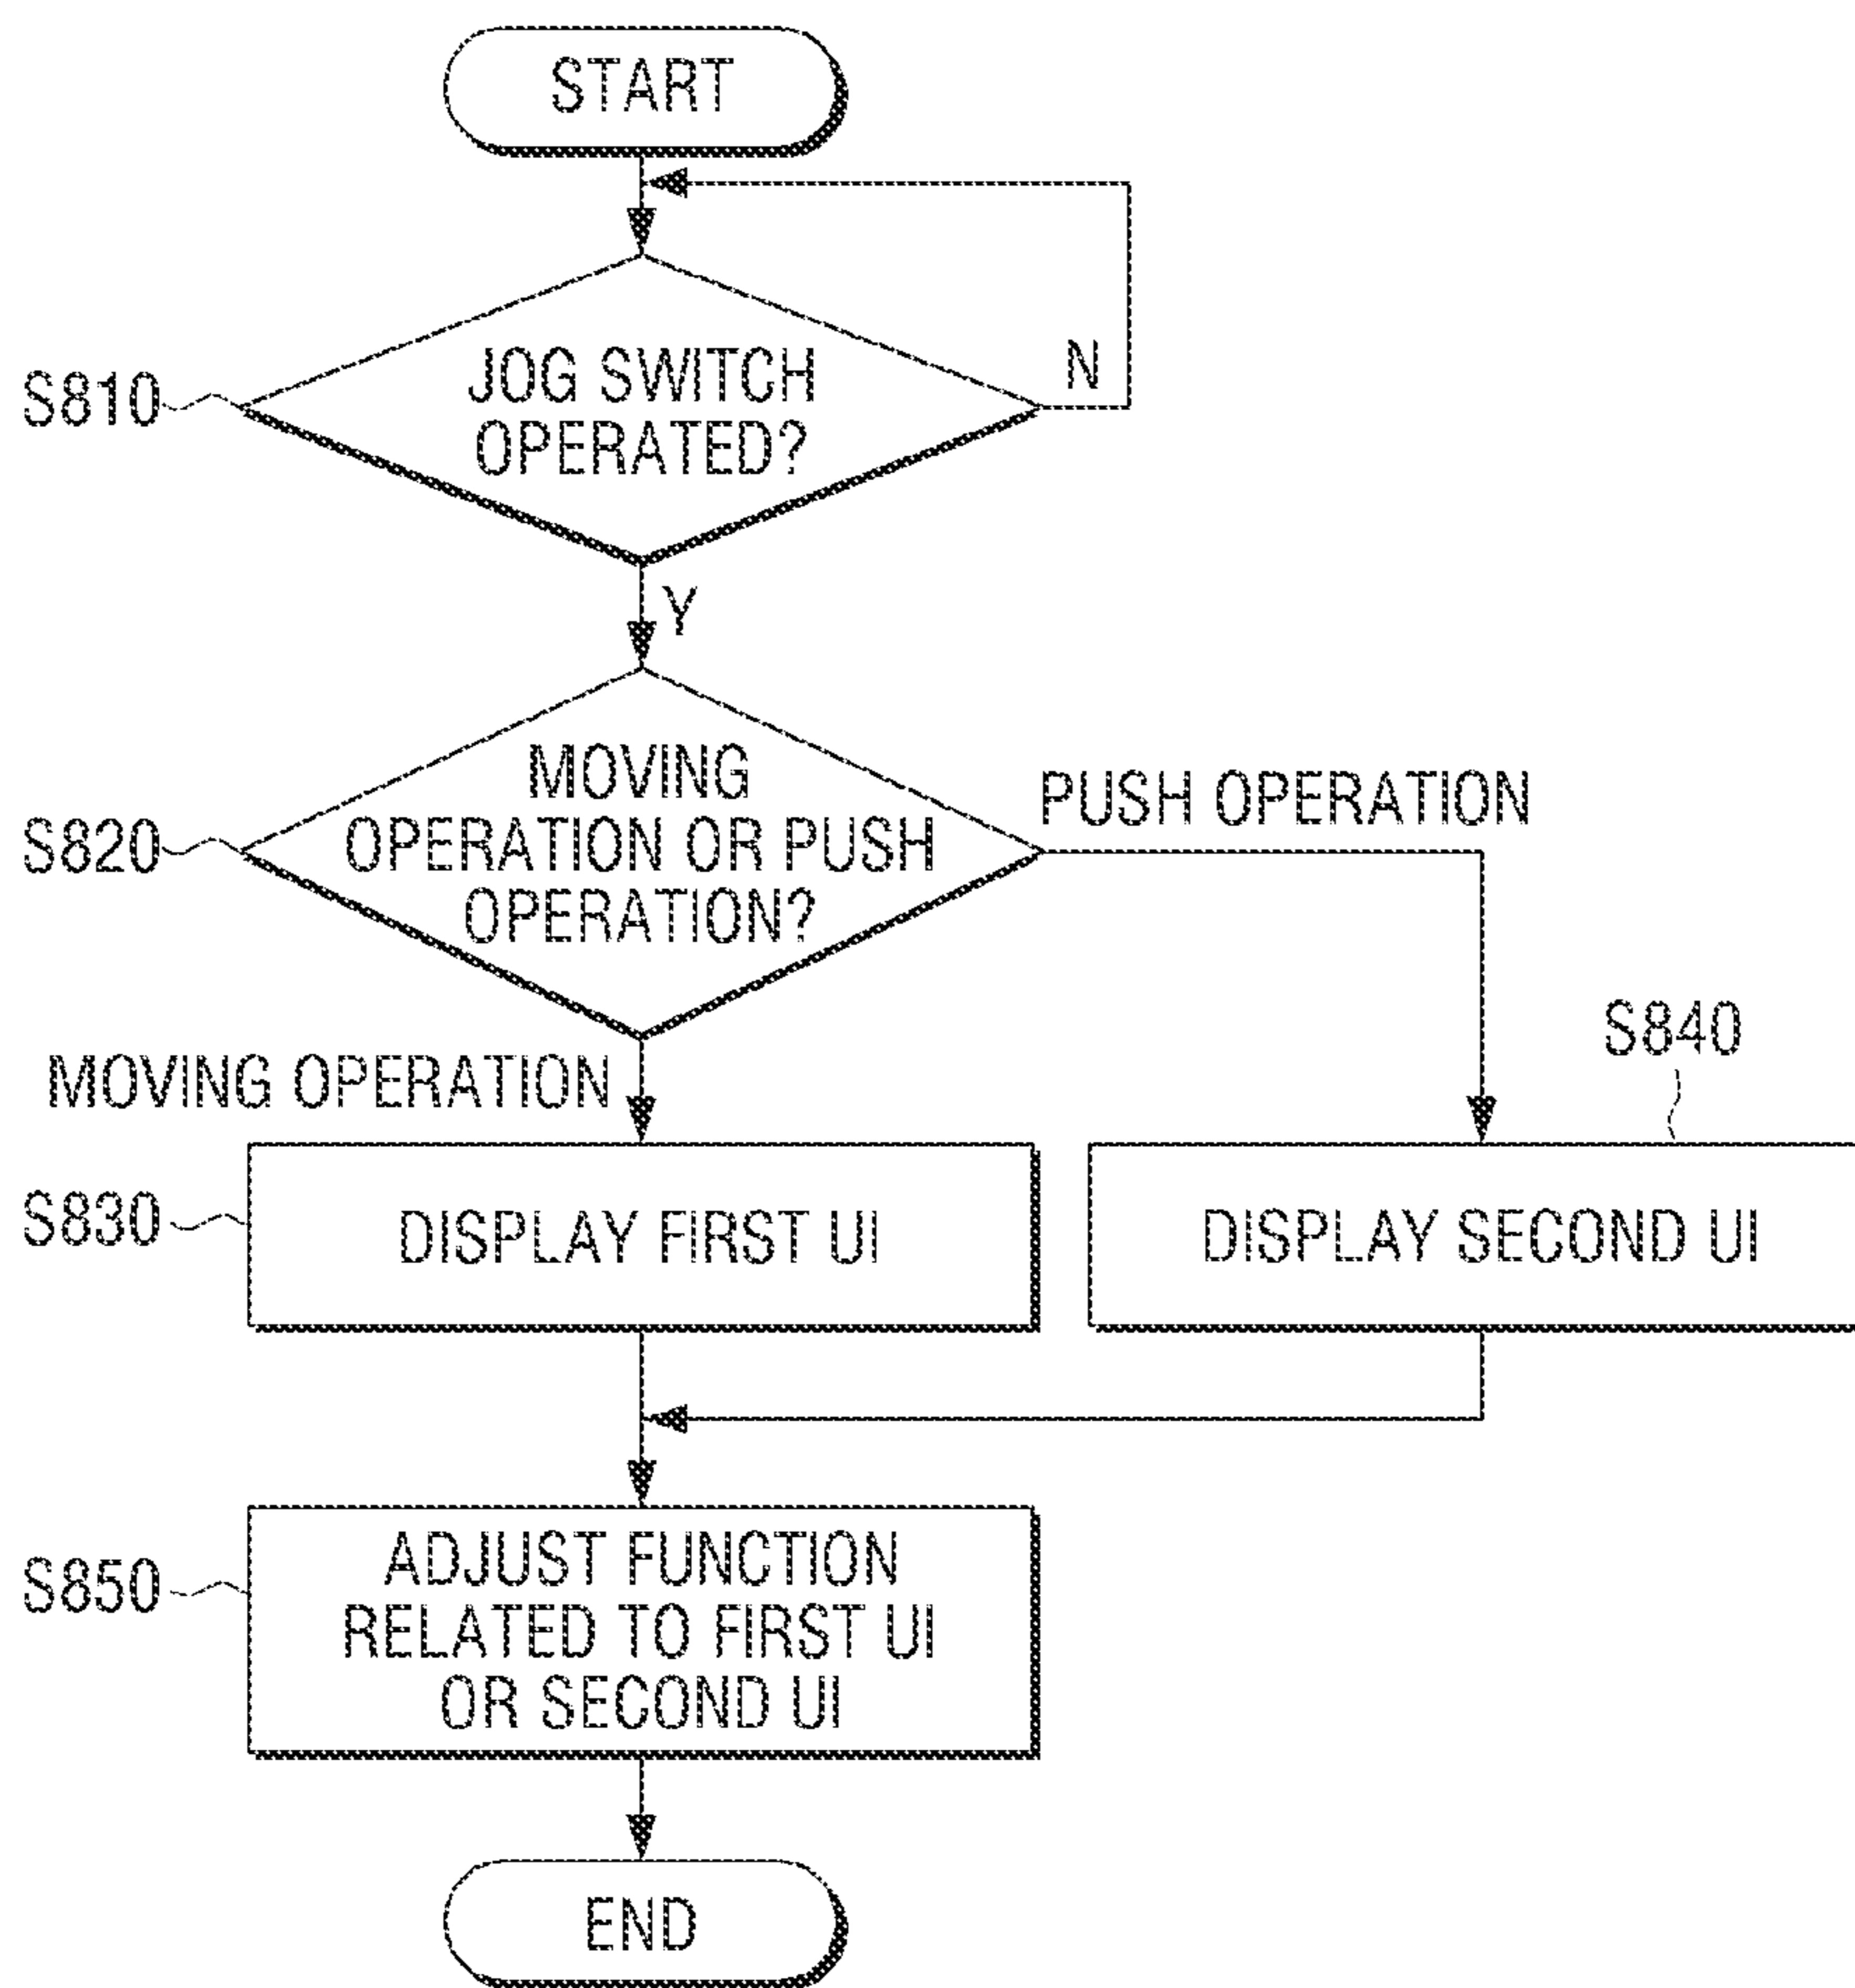 START
S810
JOG SWITCH
OPERATED?
N
Y
S820
MOVING
OPERATION OR PUSH
OPERATION?
PUSH OPERATION
MOVING OPERATION
S840
S830
DISPLAY FIRST UI
DISPLAY SECOND UI
S850
ADJUST FUNCTION
RELATED TO FIRST UI
OR SECOND UI
END